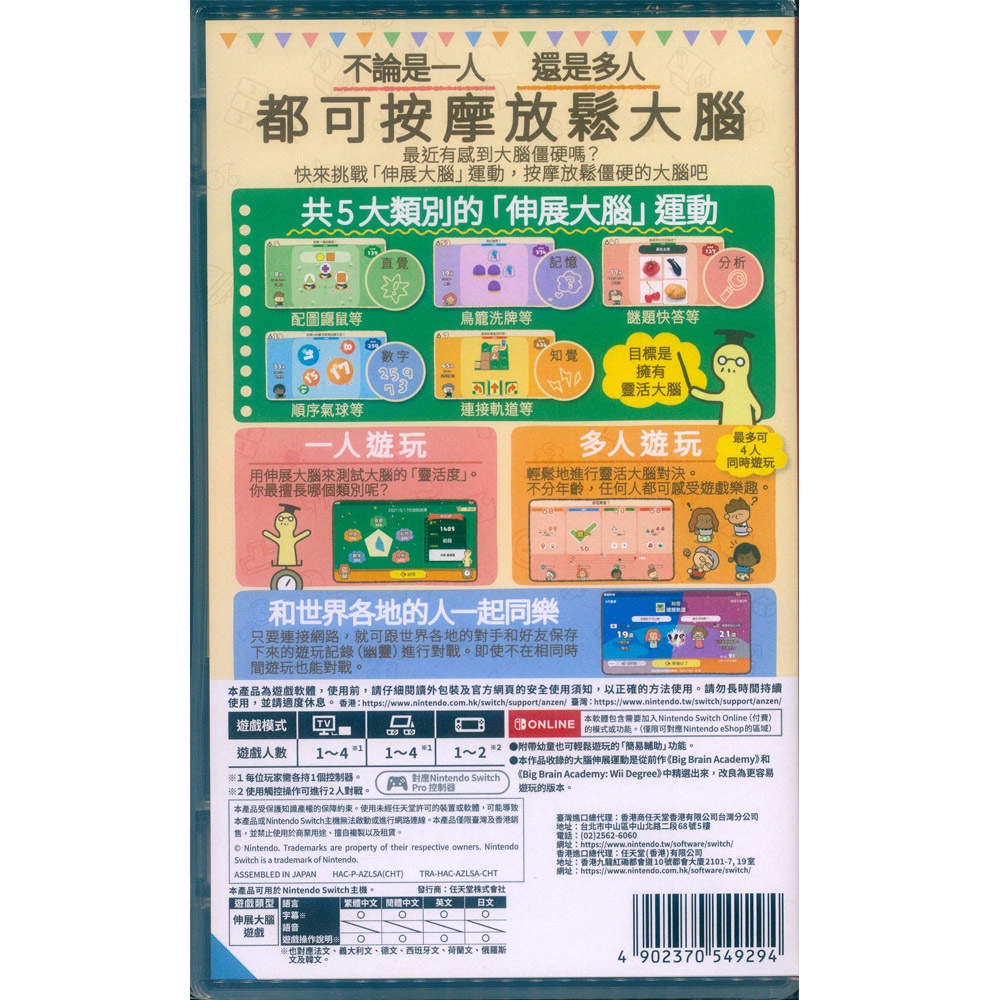 不論是一人 還是多人
都可按摩放鬆大腦
最近有感到大腦僵硬嗎？
快來挑戰「伸展大腦」運動，按摩放鬆僵硬的大腦吧
共5大類別的「伸展大腦」運動
直覺
記憶
分析
配圖鼴鼠等
鳥籠洗牌等
謎題快答等
數字
知覺
目標是
擁有
靈活大腦
順序氣球等
連接軌道等
一人遊玩
用伸展大腦來測試大腦的「靈活度」。
你最擅長哪個類別呢？
多人遊玩
最多可
4人
同時遊玩
輕鬆地進行靈活大腦對決。
不分年齡，任何人都可感受遊戲樂趣。
和世界各地的人一起同樂
只要連接網路，就可跟世界各地的對手和好友保存
下來的遊玩記錄（幽靈）進行對戰。即使不在相同時
間遊玩也能對戰。
19歲
VS
21歲
本產品為遊戲軟體，使用前，請仔細閱讀外包裝及官方網頁的安全使用須知，以正確的方法使用。請勿長時間持續
使用，並請適度休息。 香港：https://www.nintendo.com.hk/switch/support/anzen/ 臺灣：https://www.nintendo.tw/switch/support/anzen/
遊戲模式 TV
遊戲人數 1～4 ※1 1～4 ※1 1～2 ※2
ONLINE
本軟體包含需要加入Nintendo Switch Online（付費）
的模式或功能。（僅限可對應Nintendo eShop的區域）
●附帶幼童也可輕鬆遊玩的「簡易輔助」功能。
●本作品收錄的大腦伸展運動是從前作《Big Brain Academy》和
《Big Brain Academy: Wii Degree》中精選出來，改良為更容易
遊玩的版本。
※1 每位玩家需各持1個控制器。
※2 使用觸控操作可進行2人對戰。
對應Nintendo Switch
Pro 控制器
本產品受保護知識產權的保障約束。使用未經任天堂許可的裝置或軟體，可能導致
本產品或Nintendo Switch主機無法啟動或進行網路連線。本產品僅限臺灣及香港銷
售，並禁止使用於商業用途、擅自複製以及租賃。
© Nintendo. Trademarks are property of their respective owners. Nintendo
Switch is a trademark of Nintendo.
ASSEMBLED IN JAPAN HAC-P-AZLSA(CHT) TRA-HAC-AZLSA-CHT
臺灣進口總代理：香港商任天堂香港有限公司台灣分公司
地址：台北市中山區中山北路二段68號5樓
電話：(02)2562-6060
網址：https://www.nintendo.tw/software/switch/
香港進口總代理：任天堂（香港）有限公司
地址：香港九龍紅磡都會道10號都會大廈2101-7, 19室
網址：https://www.nintendo.com.hk/software/switch/
本產品可用於Nintendo Switch主機。 發行商：任天堂株式會社
遊戲類型 語言 繁體中文 簡體中文 英文 日文
伸展大腦
遊戲
字幕※ ○ ○ ○ ○
語音
遊戲操作說明※ ○ ○ ○ ○
※也對應法文、義大利文、德文、西班牙文、荷蘭文、俄羅斯
文及韓文。
4 902370 549294